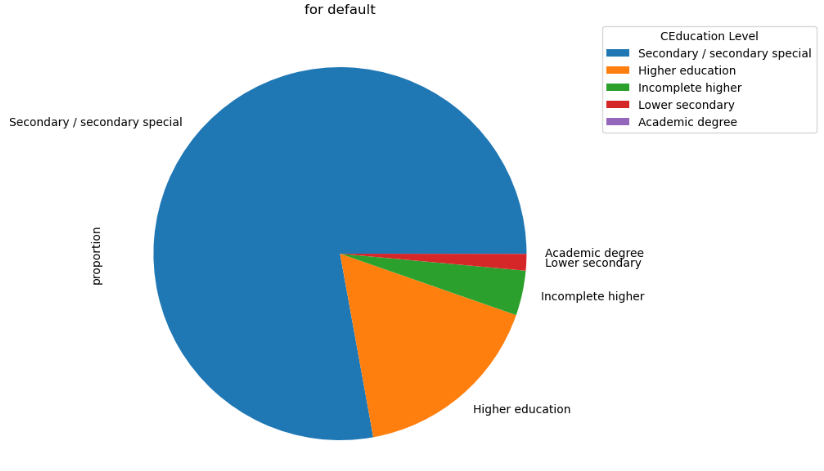 for default
CEducation Level
Secondary / secondary special
Higher education
Incomplete higher
Lower secondary
Academic degree
Secondary / secondary special
proportion
Academic degree
Lower secondary
Incomplete higher
Higher education